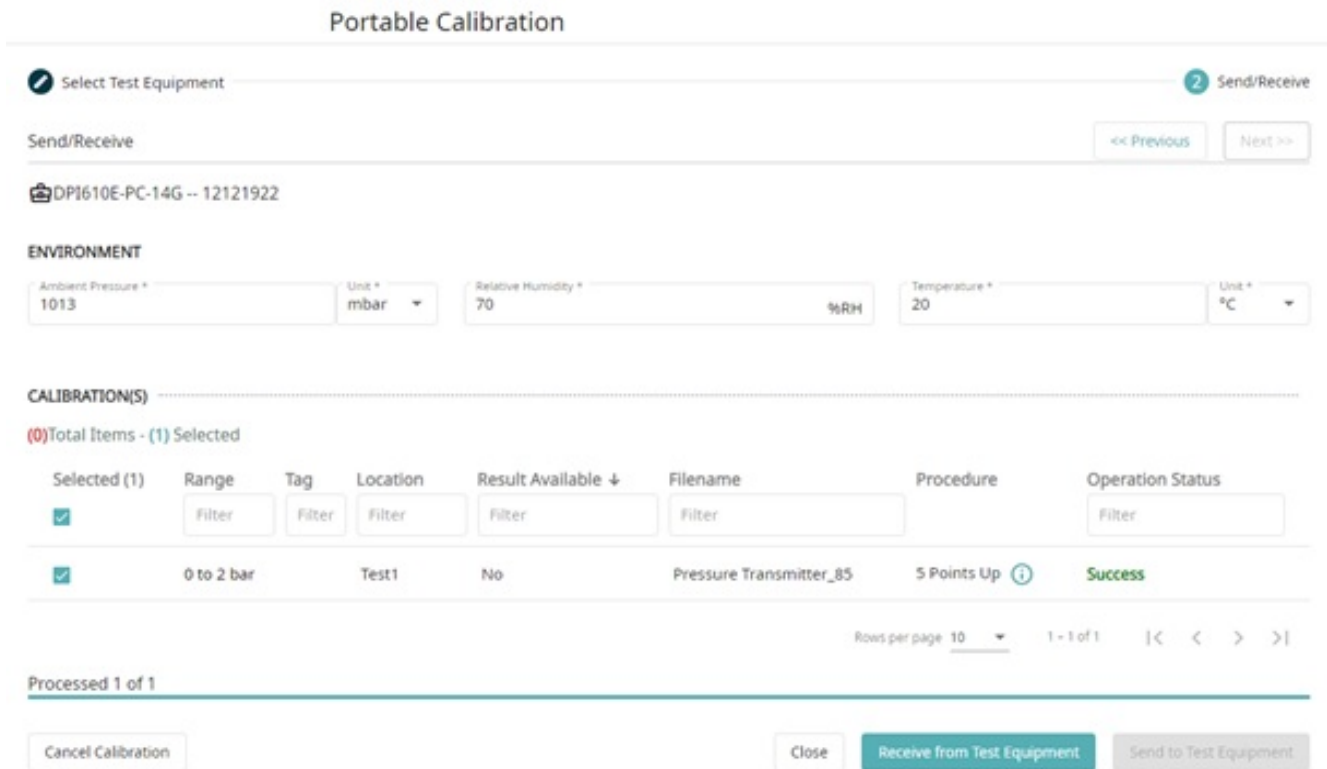 Portable Calibration
Select Test Equipment
2 Send/Receive
Send/Receive
<< Previous
Next >>
DPI610E-PC-14G -- 12121922
ENVIRONMENT
Ambient Pressure * Unit * Relative Humidity * Temperature * Unit *
1013 mbar 70 %RH 20 °C
CALIBRATION(S)
(0)Total Items - (1) Selected
Selected (1) Range Tag Location Result Available ↓ Filename Procedure Operation Status
Filter Filter Filter Filter Filter Filter
0 to 2 bar Test1 No Pressure Transmitter_85 5 Points Up Success
Rows per page 10 1 - 1 of 1 |< < > >|
Processed 1 of 1
Cancel Calibration Close Receive from Test Equipment Send to Test Equipment